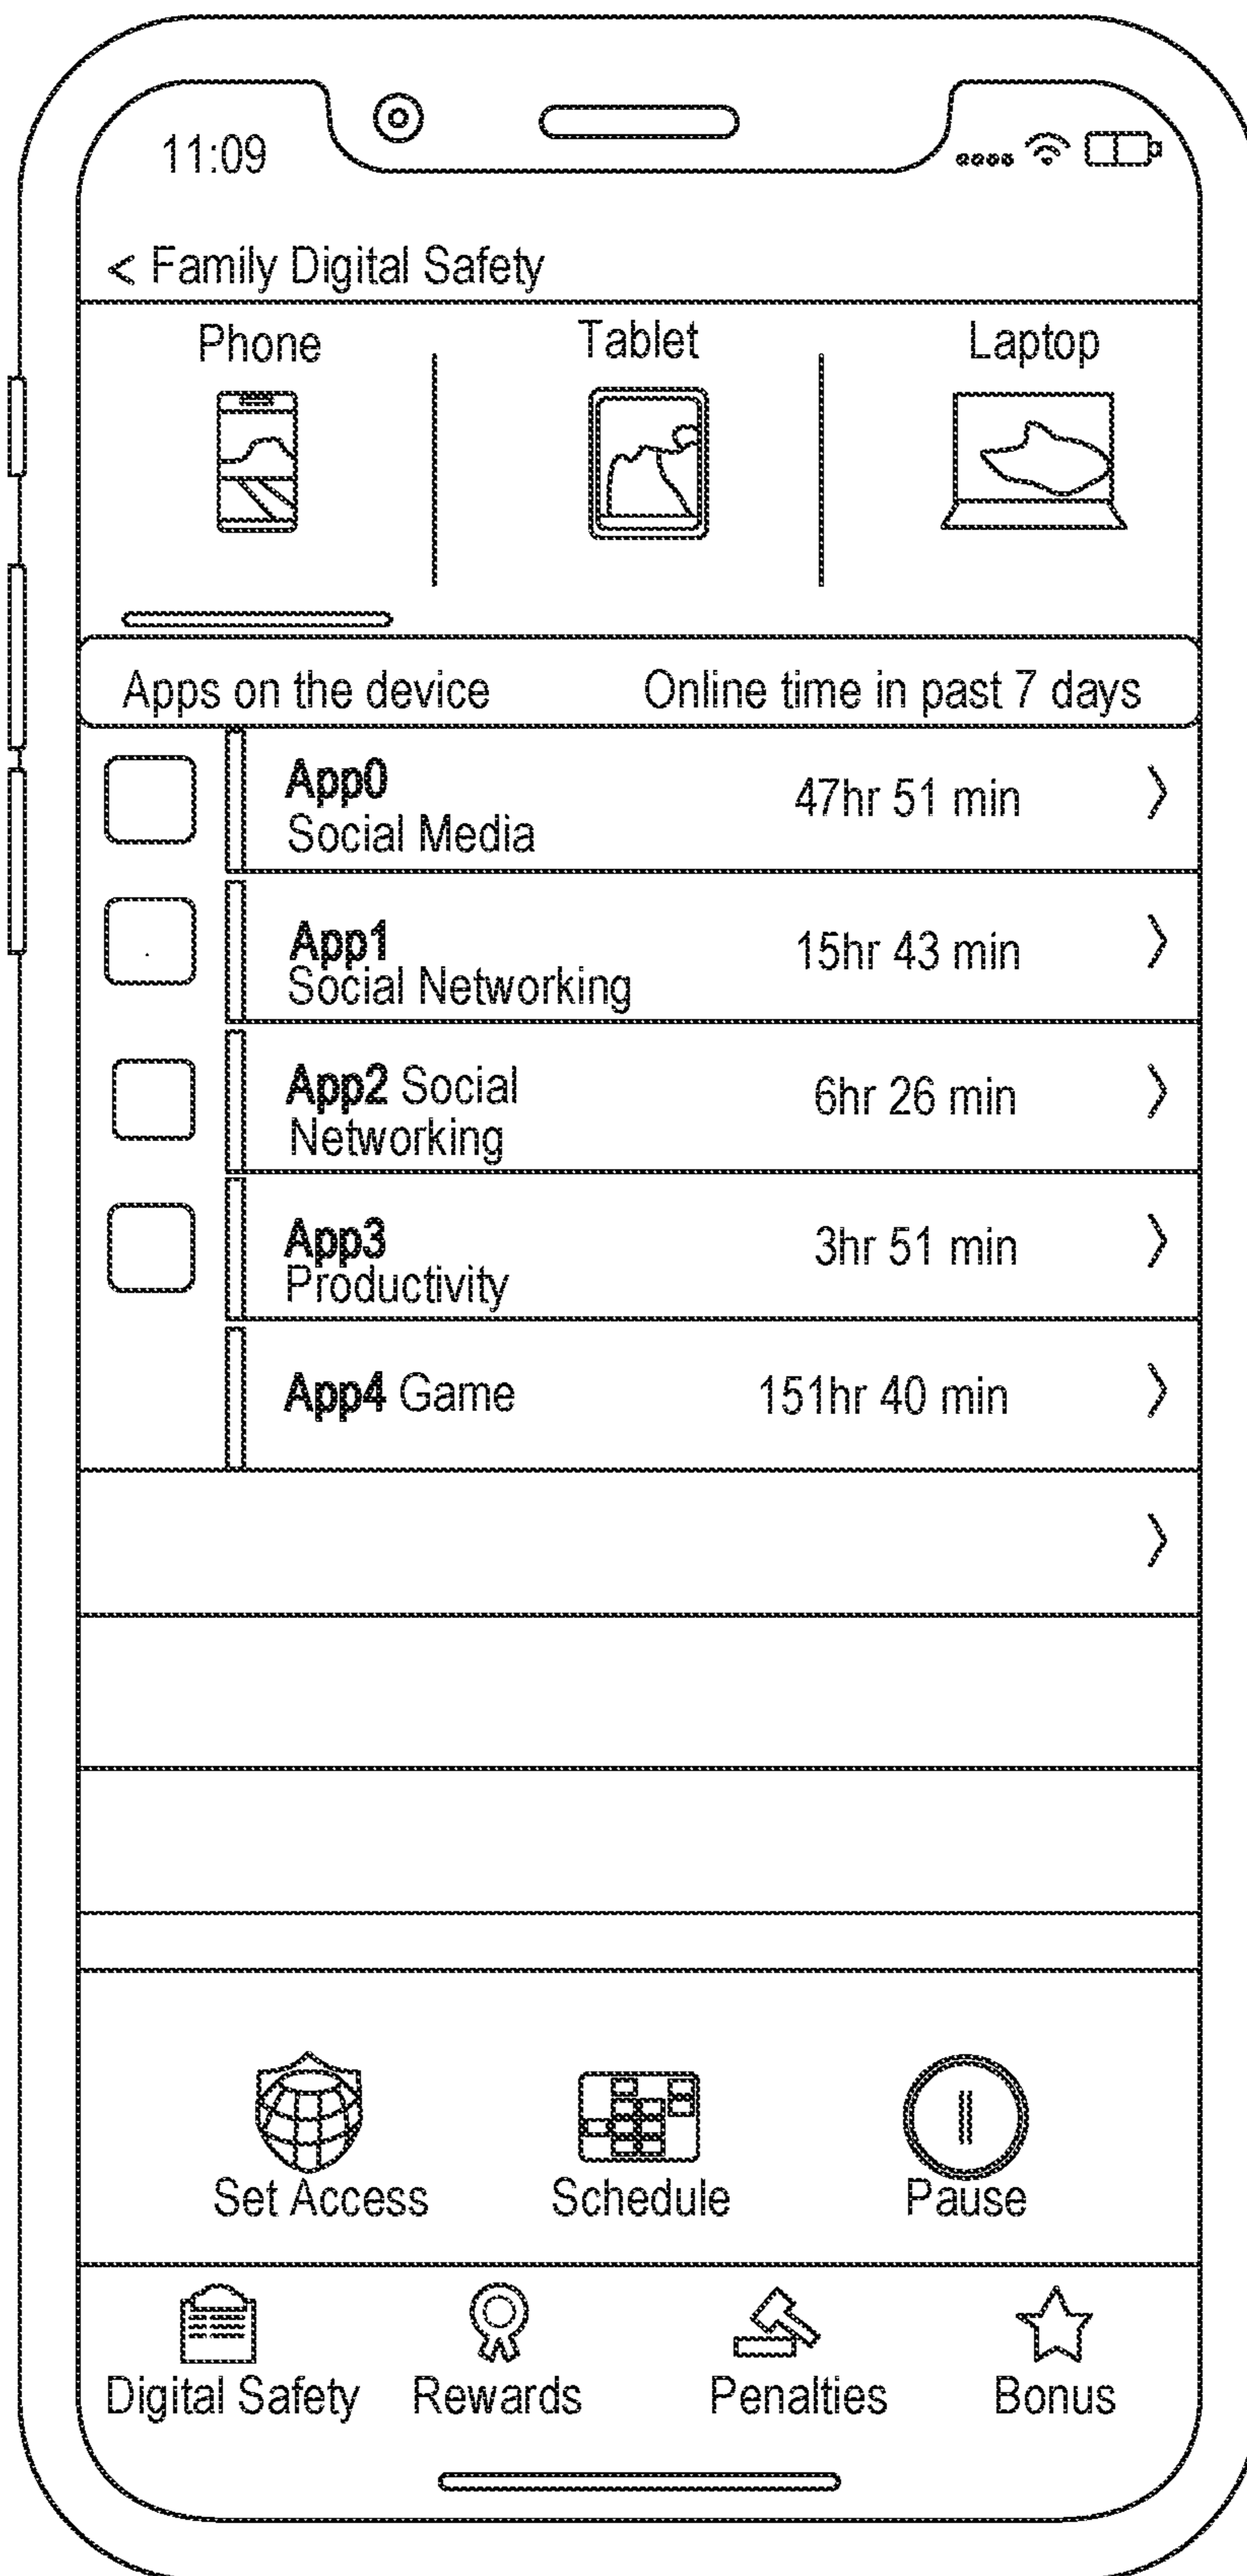 11:09
< Family Digital Safety
Phone Tablet Laptop
Apps on the device Online time in past 7 days
App0
Social Media 47hr 51 min
App1
Social Networking 15hr 43 min
App2 Social
Networking 6hr 26 min
App3
Productivity 3hr 51 min
App4 Game 151hr 40 min
Set Access Schedule Pause
Digital Safety Rewards Penalties Bonus